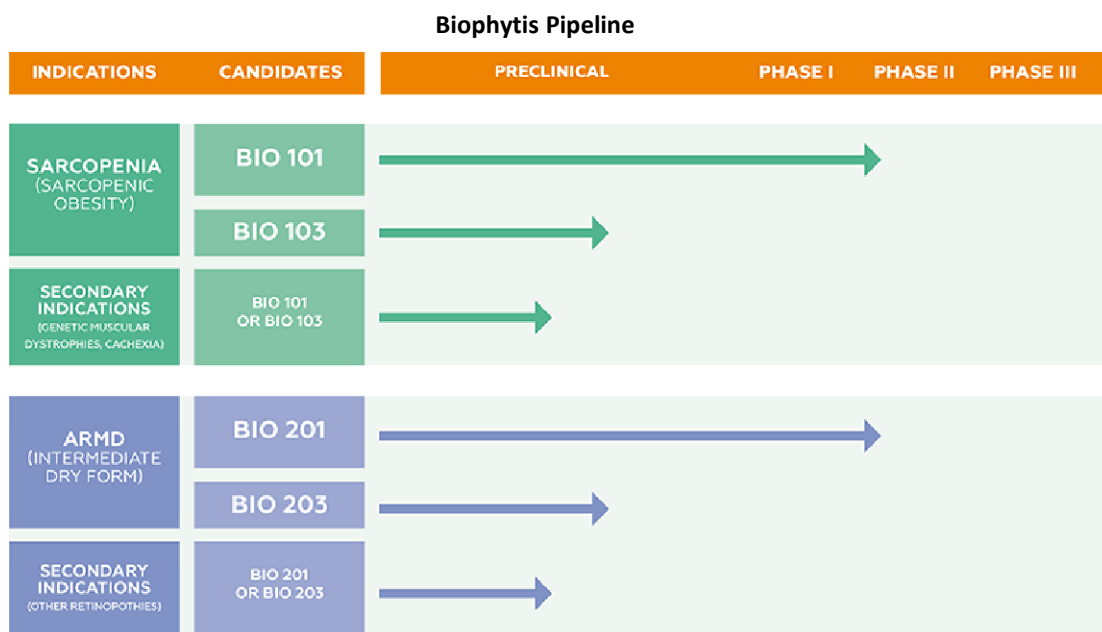 Biophytis Pipeline
INDICATIONS
CANDIDATES
PRECLINICAL
PHASE I
PHASE II
PHASE III
SARCOPENIA
(SARCOPENIC
OBESITY)
BIO 101
BIO 103
SECONDARY
INDICATIONS
(GENETIC MUSCULAR
DYSTROPHIES, CACHEXIA)
BIO 101
OR BIO 103
ARMD
(INTERMEDIATE
DRY FORM)
BIO 201
BIO 203
SECONDARY
INDICATIONS
(OTHER RETINOPOTHIES)
BIO 201
OR BIO 203